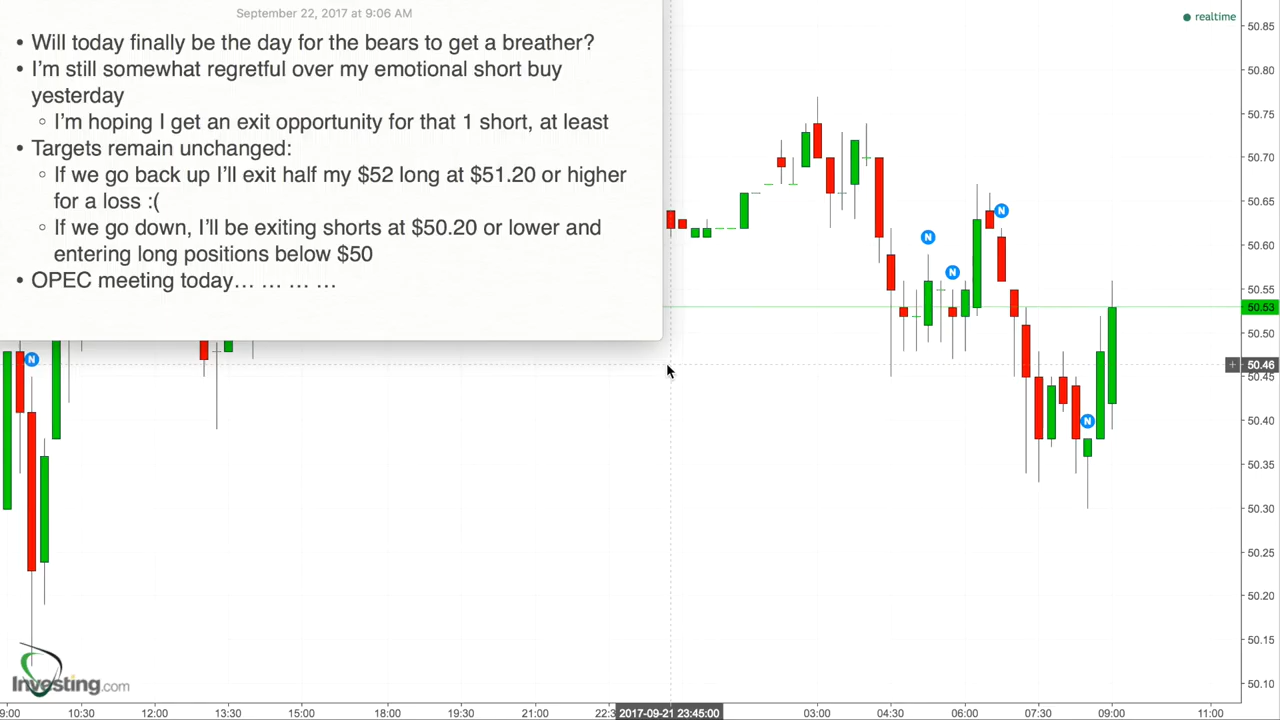 September 22, 2017 at 9:06 AM
realtime
• Will today finally be the day for the bears to get a breather?
• I’m still somewhat regretful over my emotional short buy
yesterday
◦ I’m hoping I get an exit opportunity for that 1 short, at least
• Targets remain unchanged:
◦ If we go back up I’ll exit half my $52 long at $51.20 or higher
for a loss :(
◦ If we go down, I’ll be exiting shorts at $50.20 or lower and
entering long positions below $50
• OPEC meeting today… … … …
50.85
50.80
50.75
50.70
50.65
50.60
50.55
50.53
50.50
50.46
50.45
50.40
50.35
50.30
50.25
50.20
50.15
50.10
N
N
N
N
N
Investing.com
9:00 10:30 12:00 13:30 15:00 18:00 19:30 21:00 22:3 2017-09-21 23:45:00 03:00 04:30 06:00 07:30 09:00 11:00